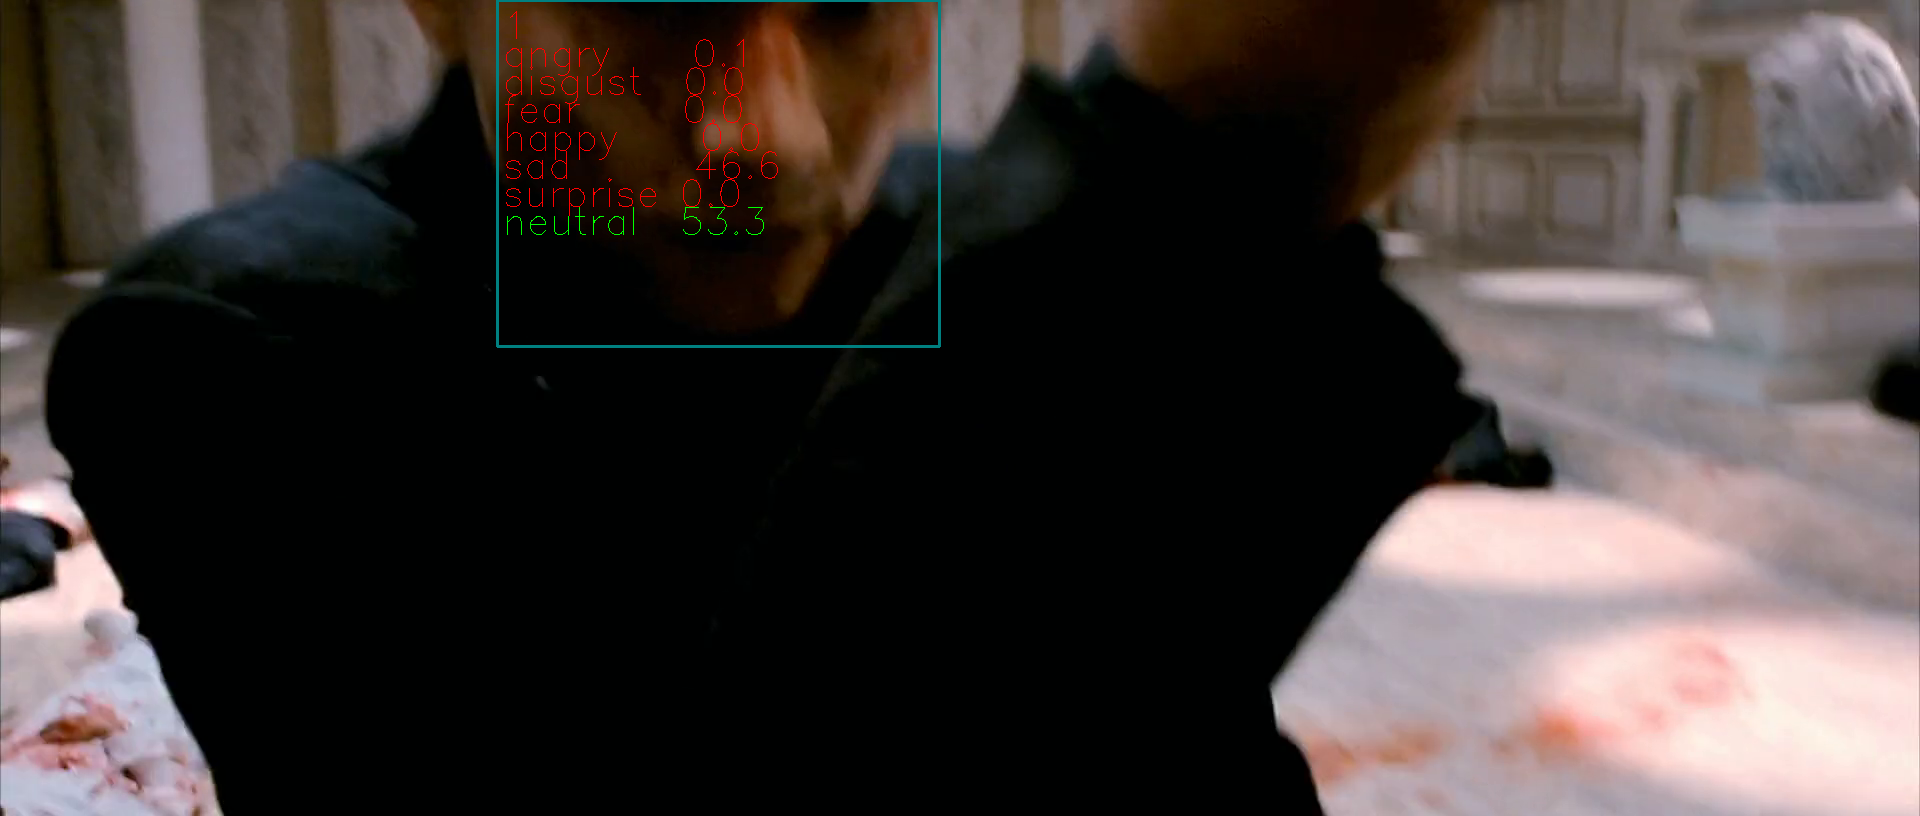 1
angry 0.1
disgust 0.0
fear 0.0
happy 0.0
sad 46.6
surprise 0.0
neutral 53.3